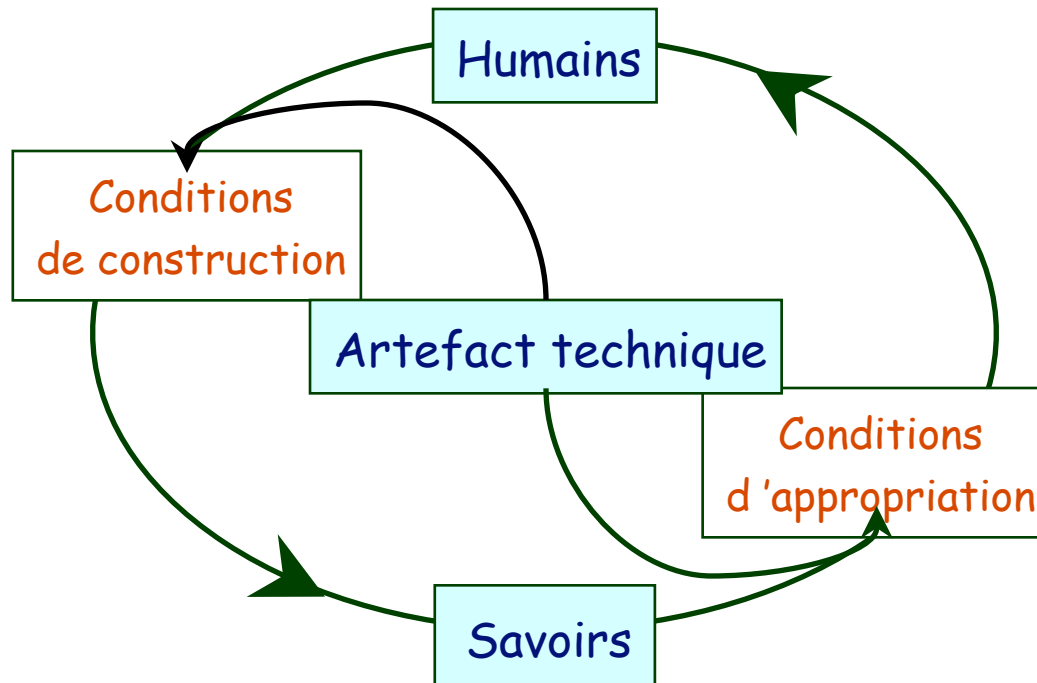 Humains
Conditions
de construction
Artefact technique
Conditions
d ’appropriation
Savoirs